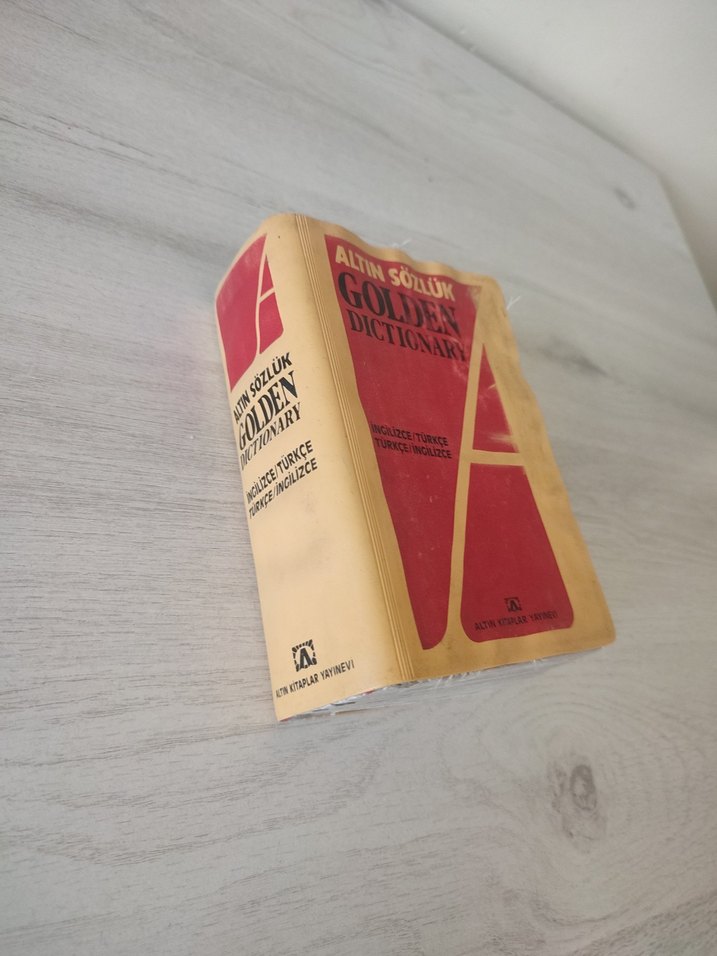 A
ALTIN SÖZLÜK
GOLDEN
DICTIONARY
İNGİLİZCE/TÜRKÇE
TÜRKÇE/İNGİLİZCE
A
ALTIN KİTAPLAR YAYINEVİ
ALTIN SÖZLÜK
GOLDEN
DICTIONARY
İNGİLİZCE/TÜRKÇE
TÜRKÇE/İNGİLİZCE
A
A
ALTIN KİTAPLAR YAYINEVİ